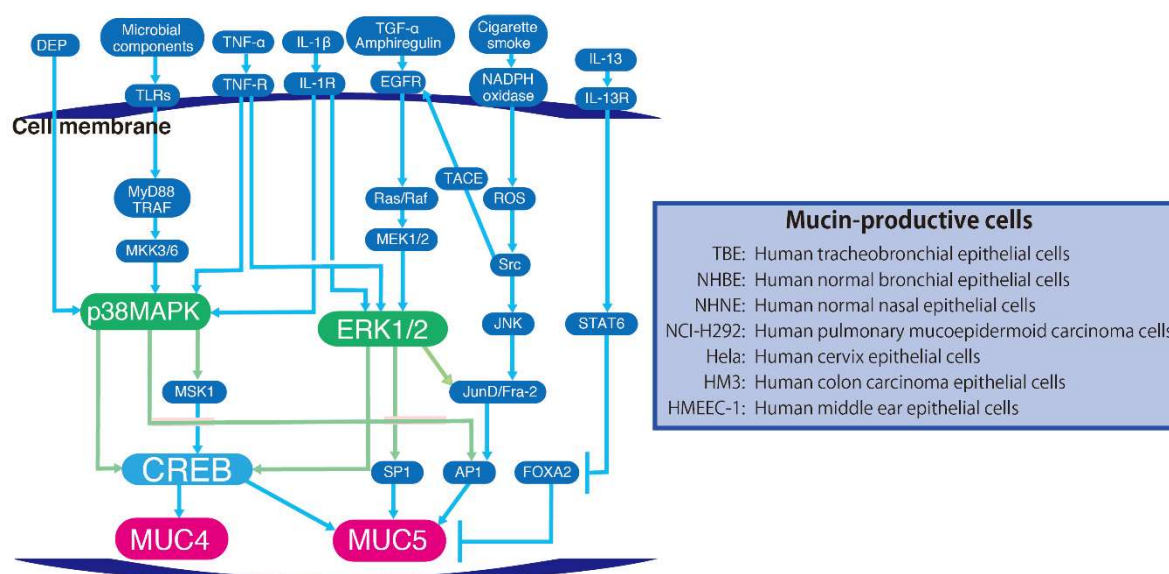 DEP
Microbial
components
TNF-α
IL-1β
TGF-α
Amphiregulin
Cigarette
smoke
IL-13
TLRs
TNF-R
IL-1R
EGFR
NADPH
oxidase
IL-13R
Cell membrane
MyD88
TRAF
Ras/Raf
TACE
ROS
MKK3/6
MEK1/2
Src
p38MAPK
ERK1/2
JNK
STAT6
MSK1
JunD/Fra-2
CREB
SP1
AP1
FOXA2
MUC4
MUC5
Mucin-productive cells
TBE: Human tracheobronchial epithelial cells
NHBE: Human normal bronchial epithelial cells
NHNE: Human normal nasal epithelial cells
NCI-H292: Human pulmonary mucoepidermoid carcinoma cells
Hela: Human cervix epithelial cells
HM3: Human colon carcinoma epithelial cells
HMEEC-1: Human middle ear epithelial cells